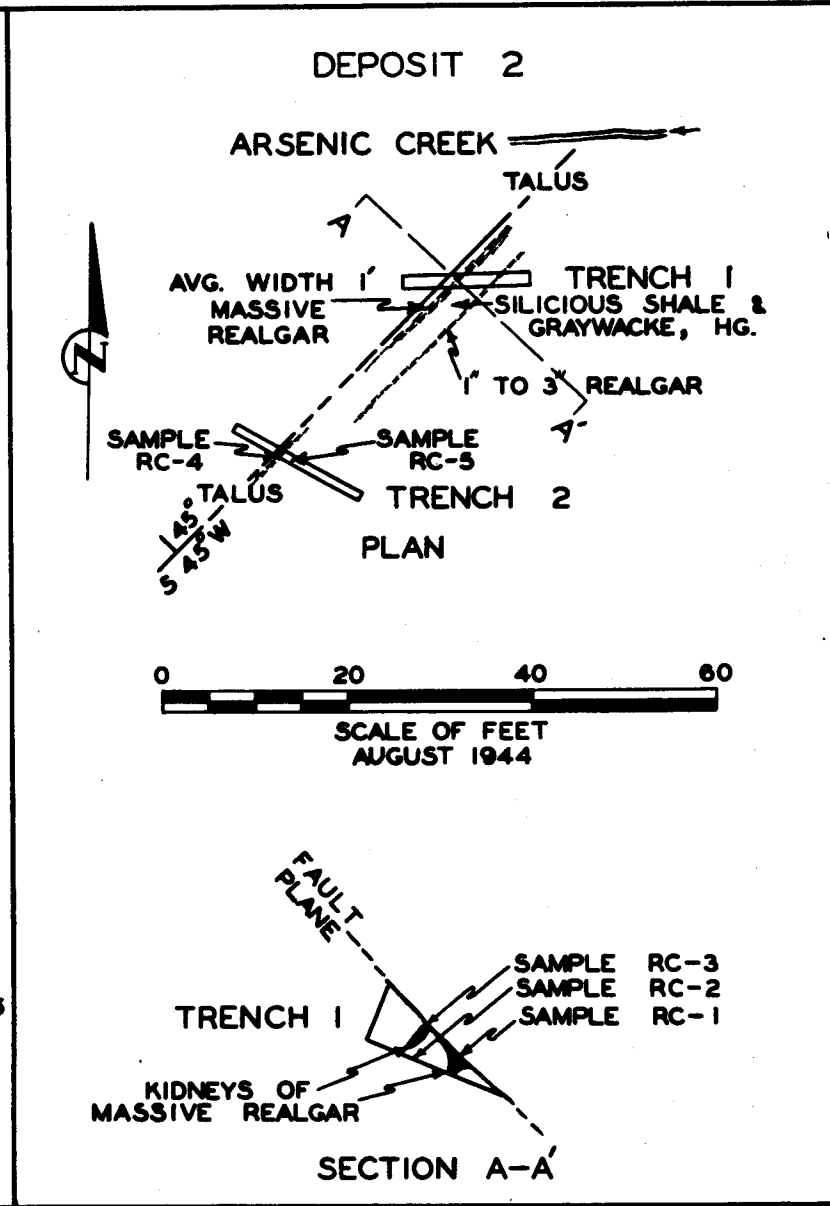 DEPOSIT 2
ARSENIC CREEK
TALUS
A
AVG. WIDTH 1'
MASSIVE
REALGAR
TRENCH 1
SILICIOUS SHALE &
GRAYWACKE, HG.
1" TO 3" REALGAR
A'
N
SAMPLE
RC-4
SAMPLE
RC-5
TALUS
TRENCH 2
45°
S 45° W
PLAN
0 20 40 60
SCALE OF FEET
AUGUST 1944
FAULT
PLANE
SAMPLE RC-3
SAMPLE RC-2
SAMPLE RC-1
TRENCH 1
KIDNEYS OF
MASSIVE REALGAR
SECTION A-A'